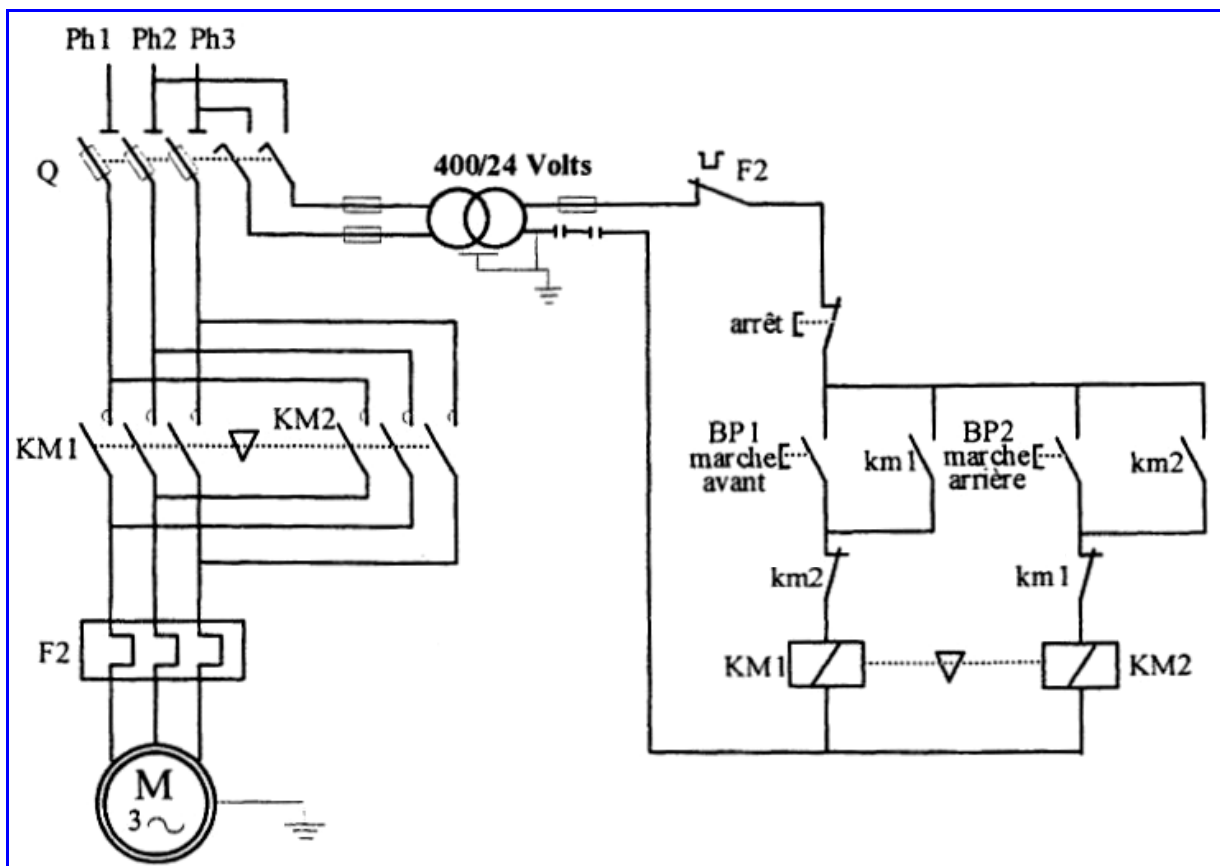 Ph1 Ph2 Ph3
Q
400/24 Volts
F2
arrêt
KM1
KM2
BP1
marche
avant
km1
BP2
marche
arrière
km2
km2
km1
F2
KM1
KM2
M
3~